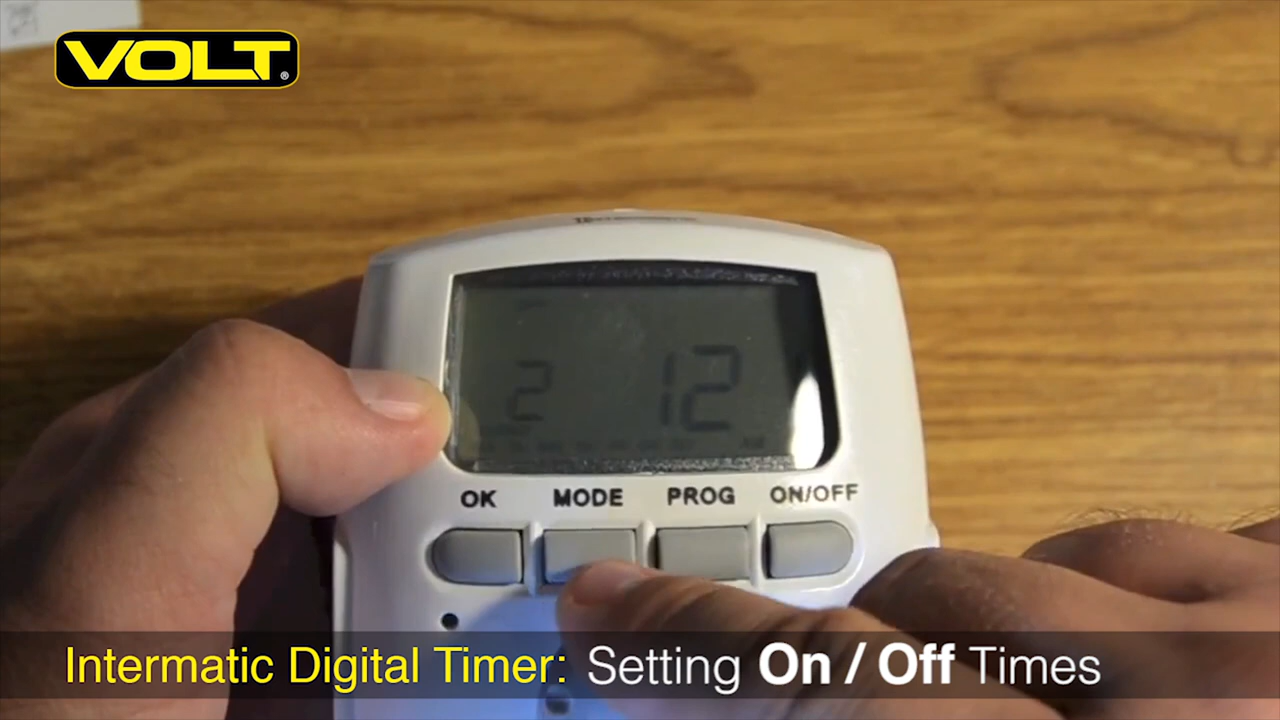 VOLT®
2 12
OK MODE PROG ON/OFF
Intermatic Digital Timer: Setting On / Off Times